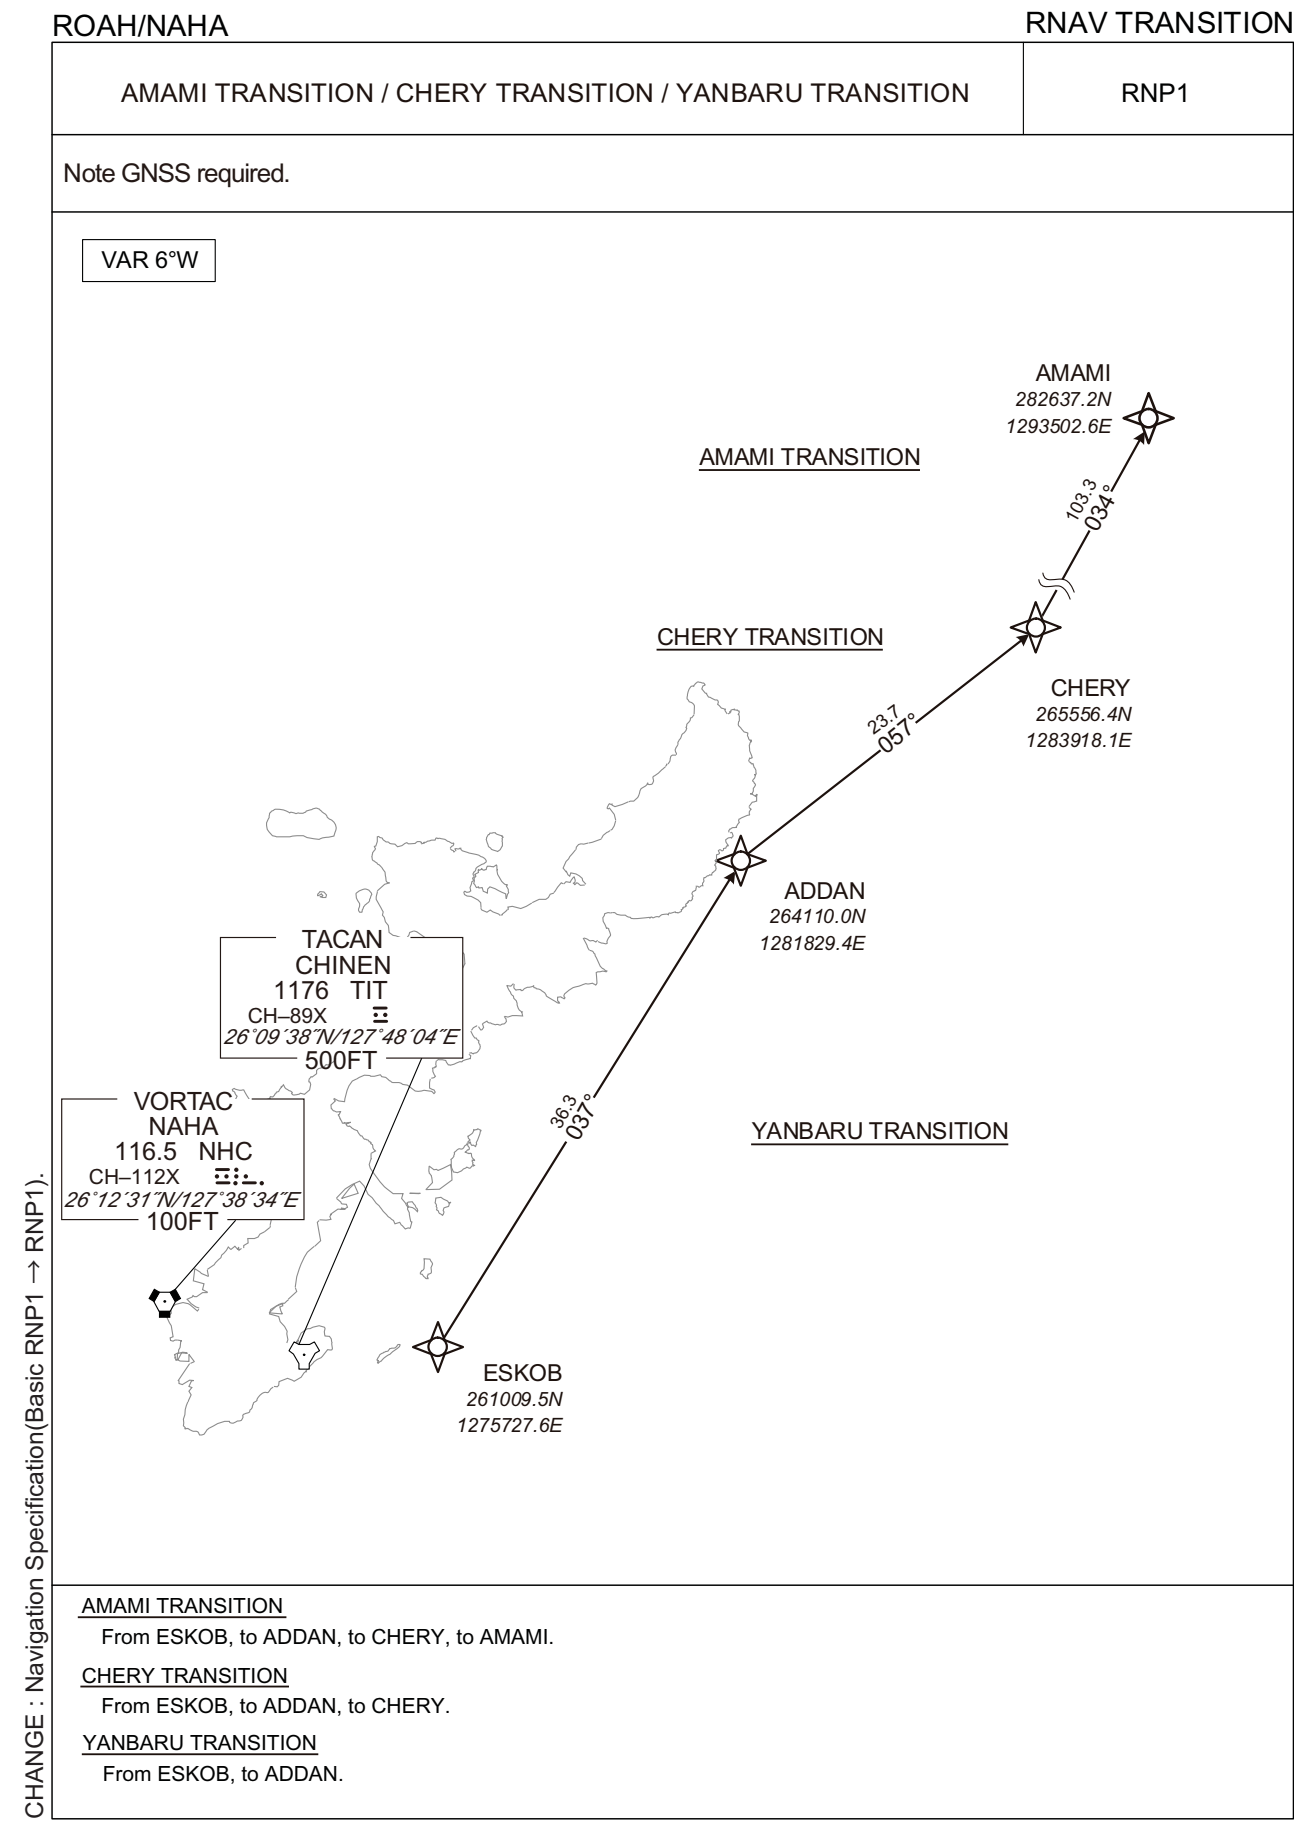 ROAH/NAHA
RNAV TRANSITION
AMAMI TRANSITION / CHERY TRANSITION / YANBARU TRANSITION
RNP1
Note GNSS required.
VAR 6°W
AMAMI
282637.2N
1293502.6E
AMAMI TRANSITION
103.3
034°
CHERY TRANSITION
CHERY
265556.4N
1283918.1E
23.7
057°
ADDAN
264110.0N
1281829.4E
TACAN
CHINEN
1176 TIT
CH–89X
26°09´38˝N/127°48´04˝E
500FT
VORTAC
NAHA
116.5 NHC
CH–112X
26°12´31˝N/127°38´34˝E
100FT
36.3
037°
YANBARU TRANSITION
ESKOB
261009.5N
1275727.6E
CHANGE : Navigation Specification(Basic RNP1 → RNP1).
AMAMI TRANSITION
From ESKOB, to ADDAN, to CHERY, to AMAMI.
CHERY TRANSITION
From ESKOB, to ADDAN, to CHERY.
YANBARU TRANSITION
From ESKOB, to ADDAN.